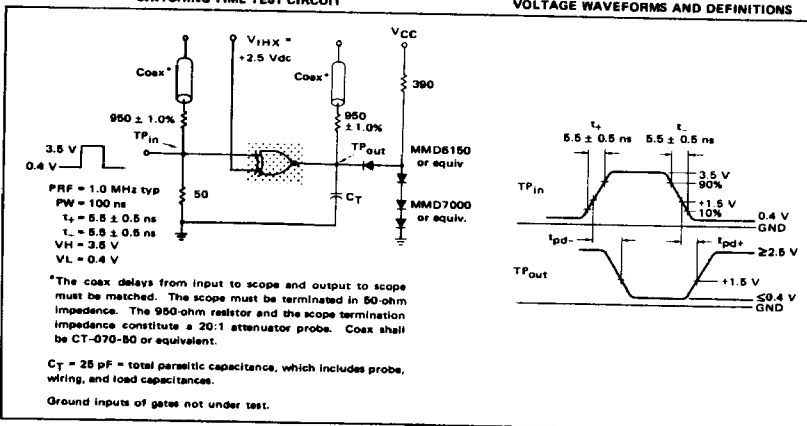 SWITCHING TIME TEST CIRCUIT
VOLTAGE WAVEFORMS AND DEFINITIONS
VIHX =
+2.5 Vdc
VCC
Coax*
Coax*
390
950 ± 1.0%
950
± 1.0%
TPin
TPout
MMD6150
or equiv
3.5 V
0.4 V
50
CT
MMD7000
or equiv.
PRF = 1.0 MHz typ
PW = 100 ns
t+ = 5.5 ± 0.5 ns
t- = 5.5 ± 0.5 ns
VH = 3.5 V
VL = 0.4 V
*The coax delays from input to scope and output to scope
must be matched. The scope must be terminated in 50-ohm
impedance. The 950-ohm resistor and the scope termination
impedance constitute a 20:1 attenuator probe. Coax shall
be CT-070-50 or equivalent.
CT = 25 pF = total parasitic capacitance, which includes probe,
wiring, and load capacitances.
Ground inputs of gates not under test.
t+
t-
5.5 ± 0.5 ns
5.5 ± 0.5 ns
TPin
3.5 V
90%
+1.5 V
10%
0.4 V
GND
tpd-
tpd+
≥2.5 V
TPout
+1.5 V
≤0.4 V
GND